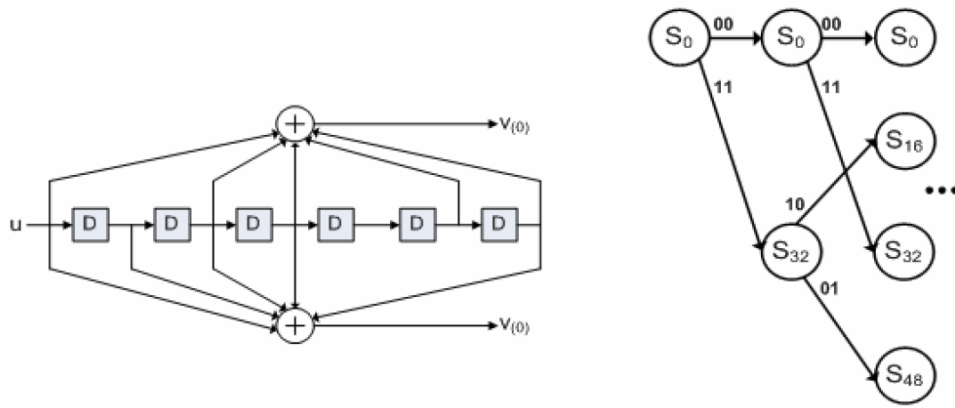 u D D D D D D
+ V(0)
+ V(0)
S0 00 S0 00 S0
11 11
S16
10
S32 S32
01
S48
...